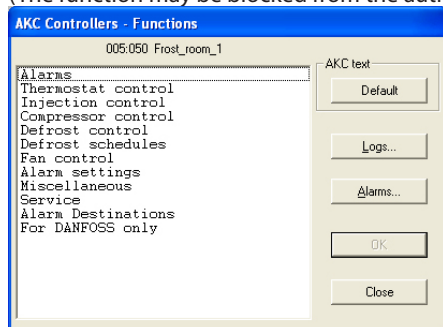 (The function may be blocked from the
AKC Controllers - Functions
005:050 Frost_room_1
Alarms
Thermostat control
Injection control
Compressor control
Defrost control
Defrost schedules
Fan control
Alarm settings
Miscellaneous
Service
Alarm Destinations
For DANFOSS only
AKC text
Default
Logs...
Alarms...
OK
Close